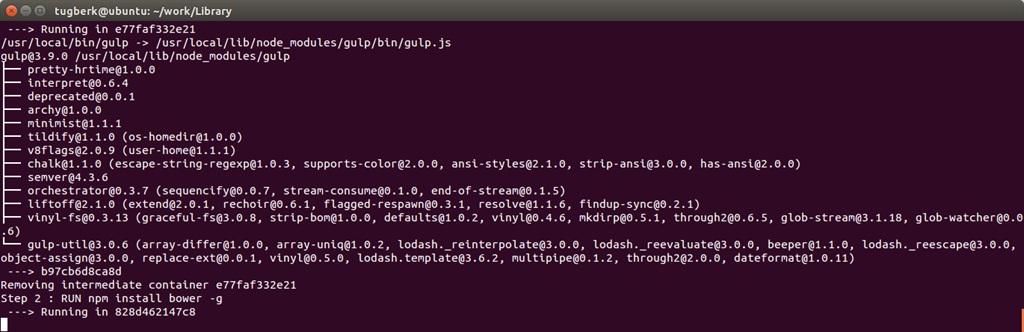 tugberk@ubuntu: ~/work/Library
---> Running in e77faf332e21
/usr/local/bin/gulp -> /usr/local/lib/node_modules/gulp/bin/gulp.js
gulp@3.9.0 /usr/local/lib/node_modules/gulp
├── pretty-hrtime@1.0.0
├── interpret@0.6.4
├── deprecated@0.0.1
├── archy@1.0.0
├── minimist@1.1.1
├── tildify@1.1.0 (os-homedir@1.0.0)
├── v8flags@2.0.9 (user-home@1.1.1)
├── chalk@1.1.0 (escape-string-regexp@1.0.3, supports-color@2.0.0, ansi-styles@2.1.0, strip-ansi@3.0.0, has-ansi@2.0.0)
├── semver@4.3.6
├── orchestrator@0.3.7 (sequencify@0.0.7, stream-consume@0.1.0, end-of-stream@0.1.5)
├── liftoff@2.1.0 (extend@2.0.1, rechoir@0.6.1, flagged-respawn@0.3.1, resolve@1.1.6, findup-sync@0.2.1)
├── vinyl-fs@0.3.13 (graceful-fs@3.0.8, strip-bom@1.0.0, defaults@1.0.2, vinyl@0.4.6, mkdirp@0.5.1, through2@0.6.5, glob-stream@3.1.18, glob-watcher@0.0
.6)
└── gulp-util@3.0.6 (array-differ@1.0.0, array-uniq@1.0.2, lodash._reinterpolate@3.0.0, lodash._reevaluate@3.0.0, beeper@1.1.0, lodash._reescape@3.0.0,
object-assign@3.0.0, replace-ext@0.0.1, vinyl@0.5.0, lodash.template@3.6.2, multipipe@0.1.2, through2@2.0.0, dateformat@1.0.11)
---> b97cb6d8ca8d
Removing intermediate container e77faf332e21
Step 2 : RUN npm install bower -g
---> Running in 828d462147c8